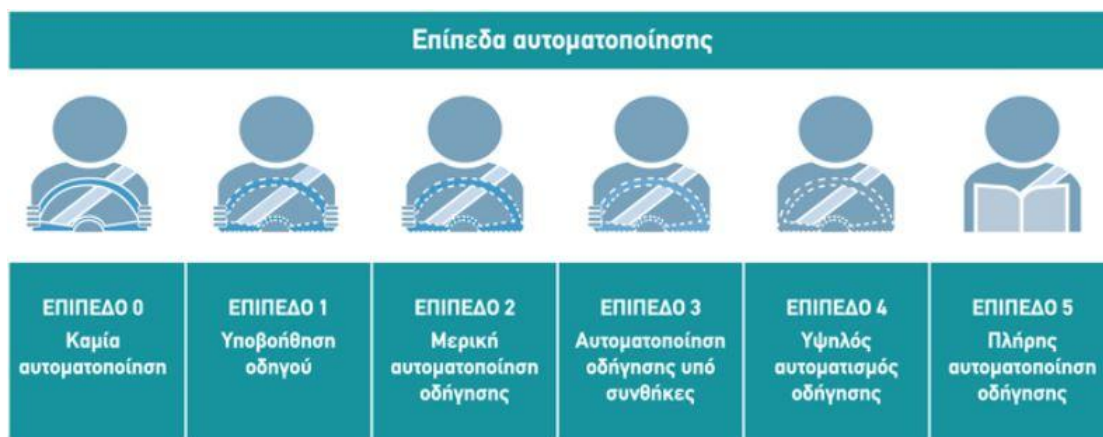 Επίπεδα αυτοματοποίησης
ΕΠΙΠΕΔΟ 0
Καμία
αυτοματοποίηση
ΕΠΙΠΕΔΟ 1
Υποβοήθηση
οδηγού
ΕΠΙΠΕΔΟ 2
Μερική
αυτοματοποίηση
οδήγησης
ΕΠΙΠΕΔΟ 3
Αυτοματοποίηση
οδήγησης υπό
συνθήκες
ΕΠΙΠΕΔΟ 4
Υψηλός
αυτοματισμός
οδήγησης
ΕΠΙΠΕΔΟ 5
Πλήρης
αυτοματοποίηση
οδήγησης